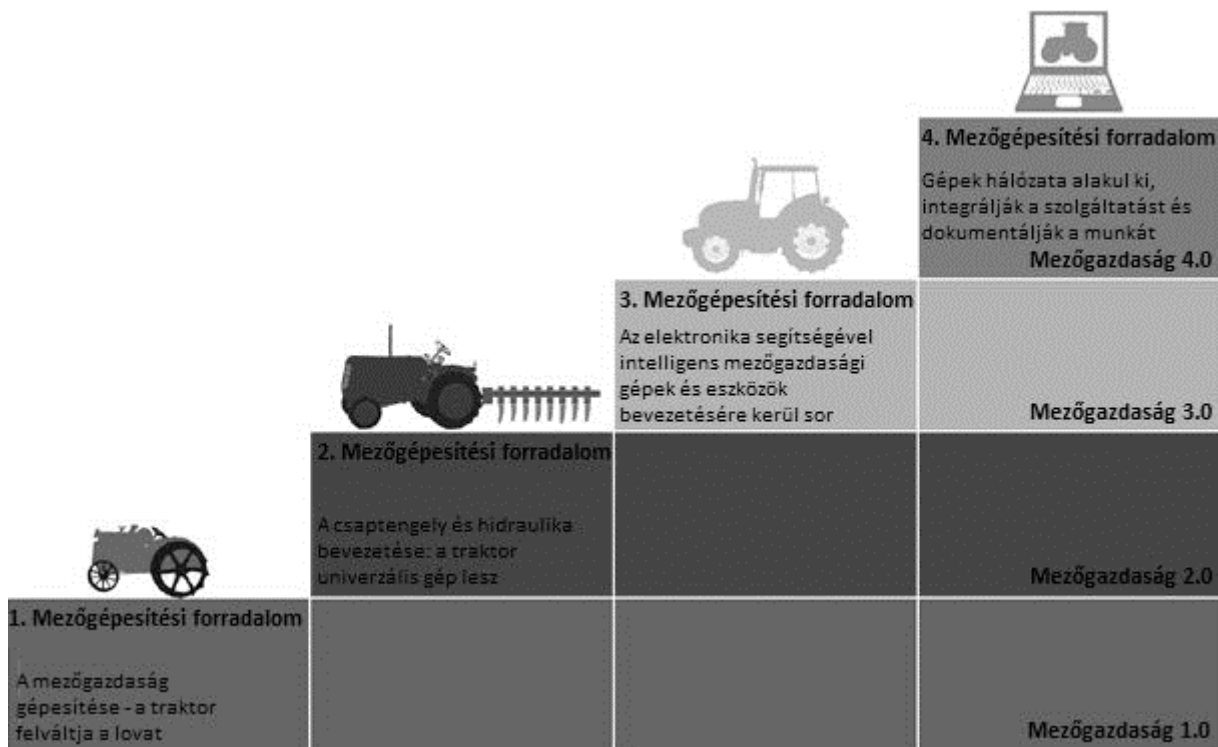 4. Mezőgépesítési forradalom
Gépek hálózata alakul ki,
integrálják a szolgáltatást és
dokumentálják a munkát
Mezőgazdaság 4.0
3. Mezőgépesítési forradalom
Az elektronika segítségével
intelligens mezőgazdasági
gépek és eszközök
bevezetésére kerül sor
Mezőgazdaság 3.0
2. Mezőgépesítési forradalom
A csaptengely és hidraulika
bevezetése: a traktor
univerzális gép lesz
Mezőgazdaság 2.0
1. Mezőgépesítési forradalom
A mezőgazdaság
gépesítése - a traktor
felváltja a lovat
Mezőgazdaság 1.0